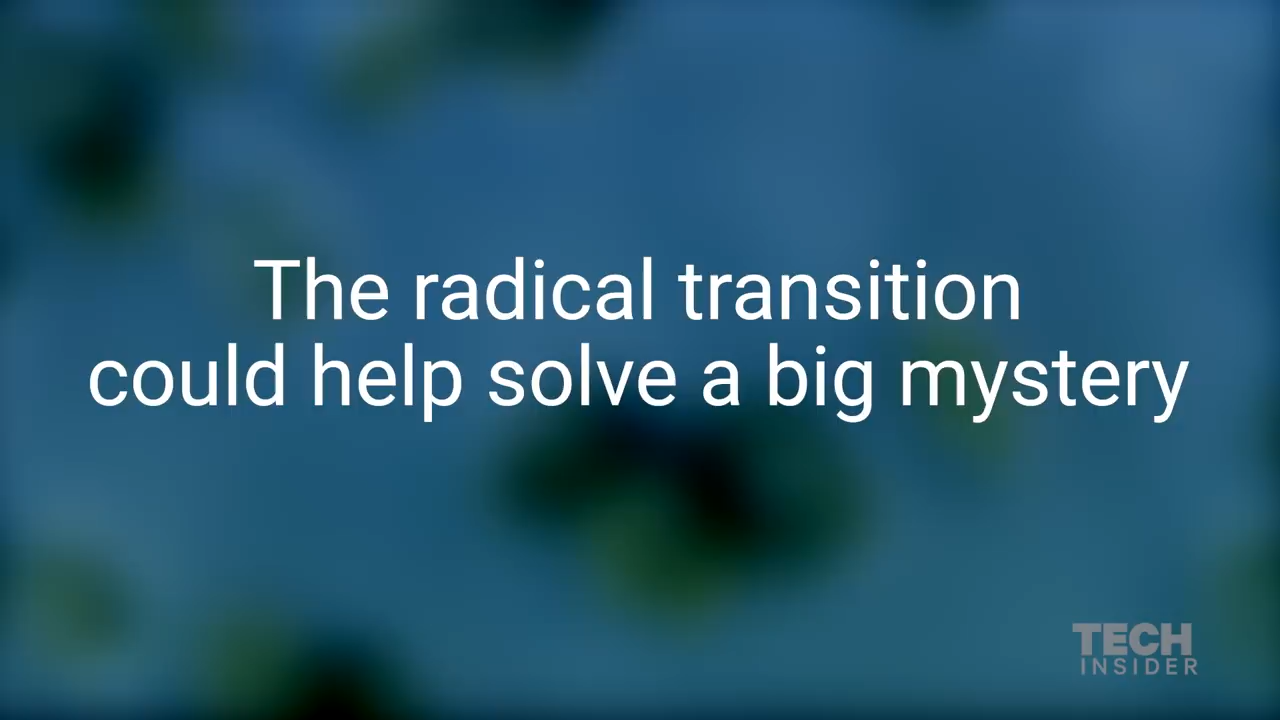 The radical transition
could help solve a big mystery
TECH
INSIDER